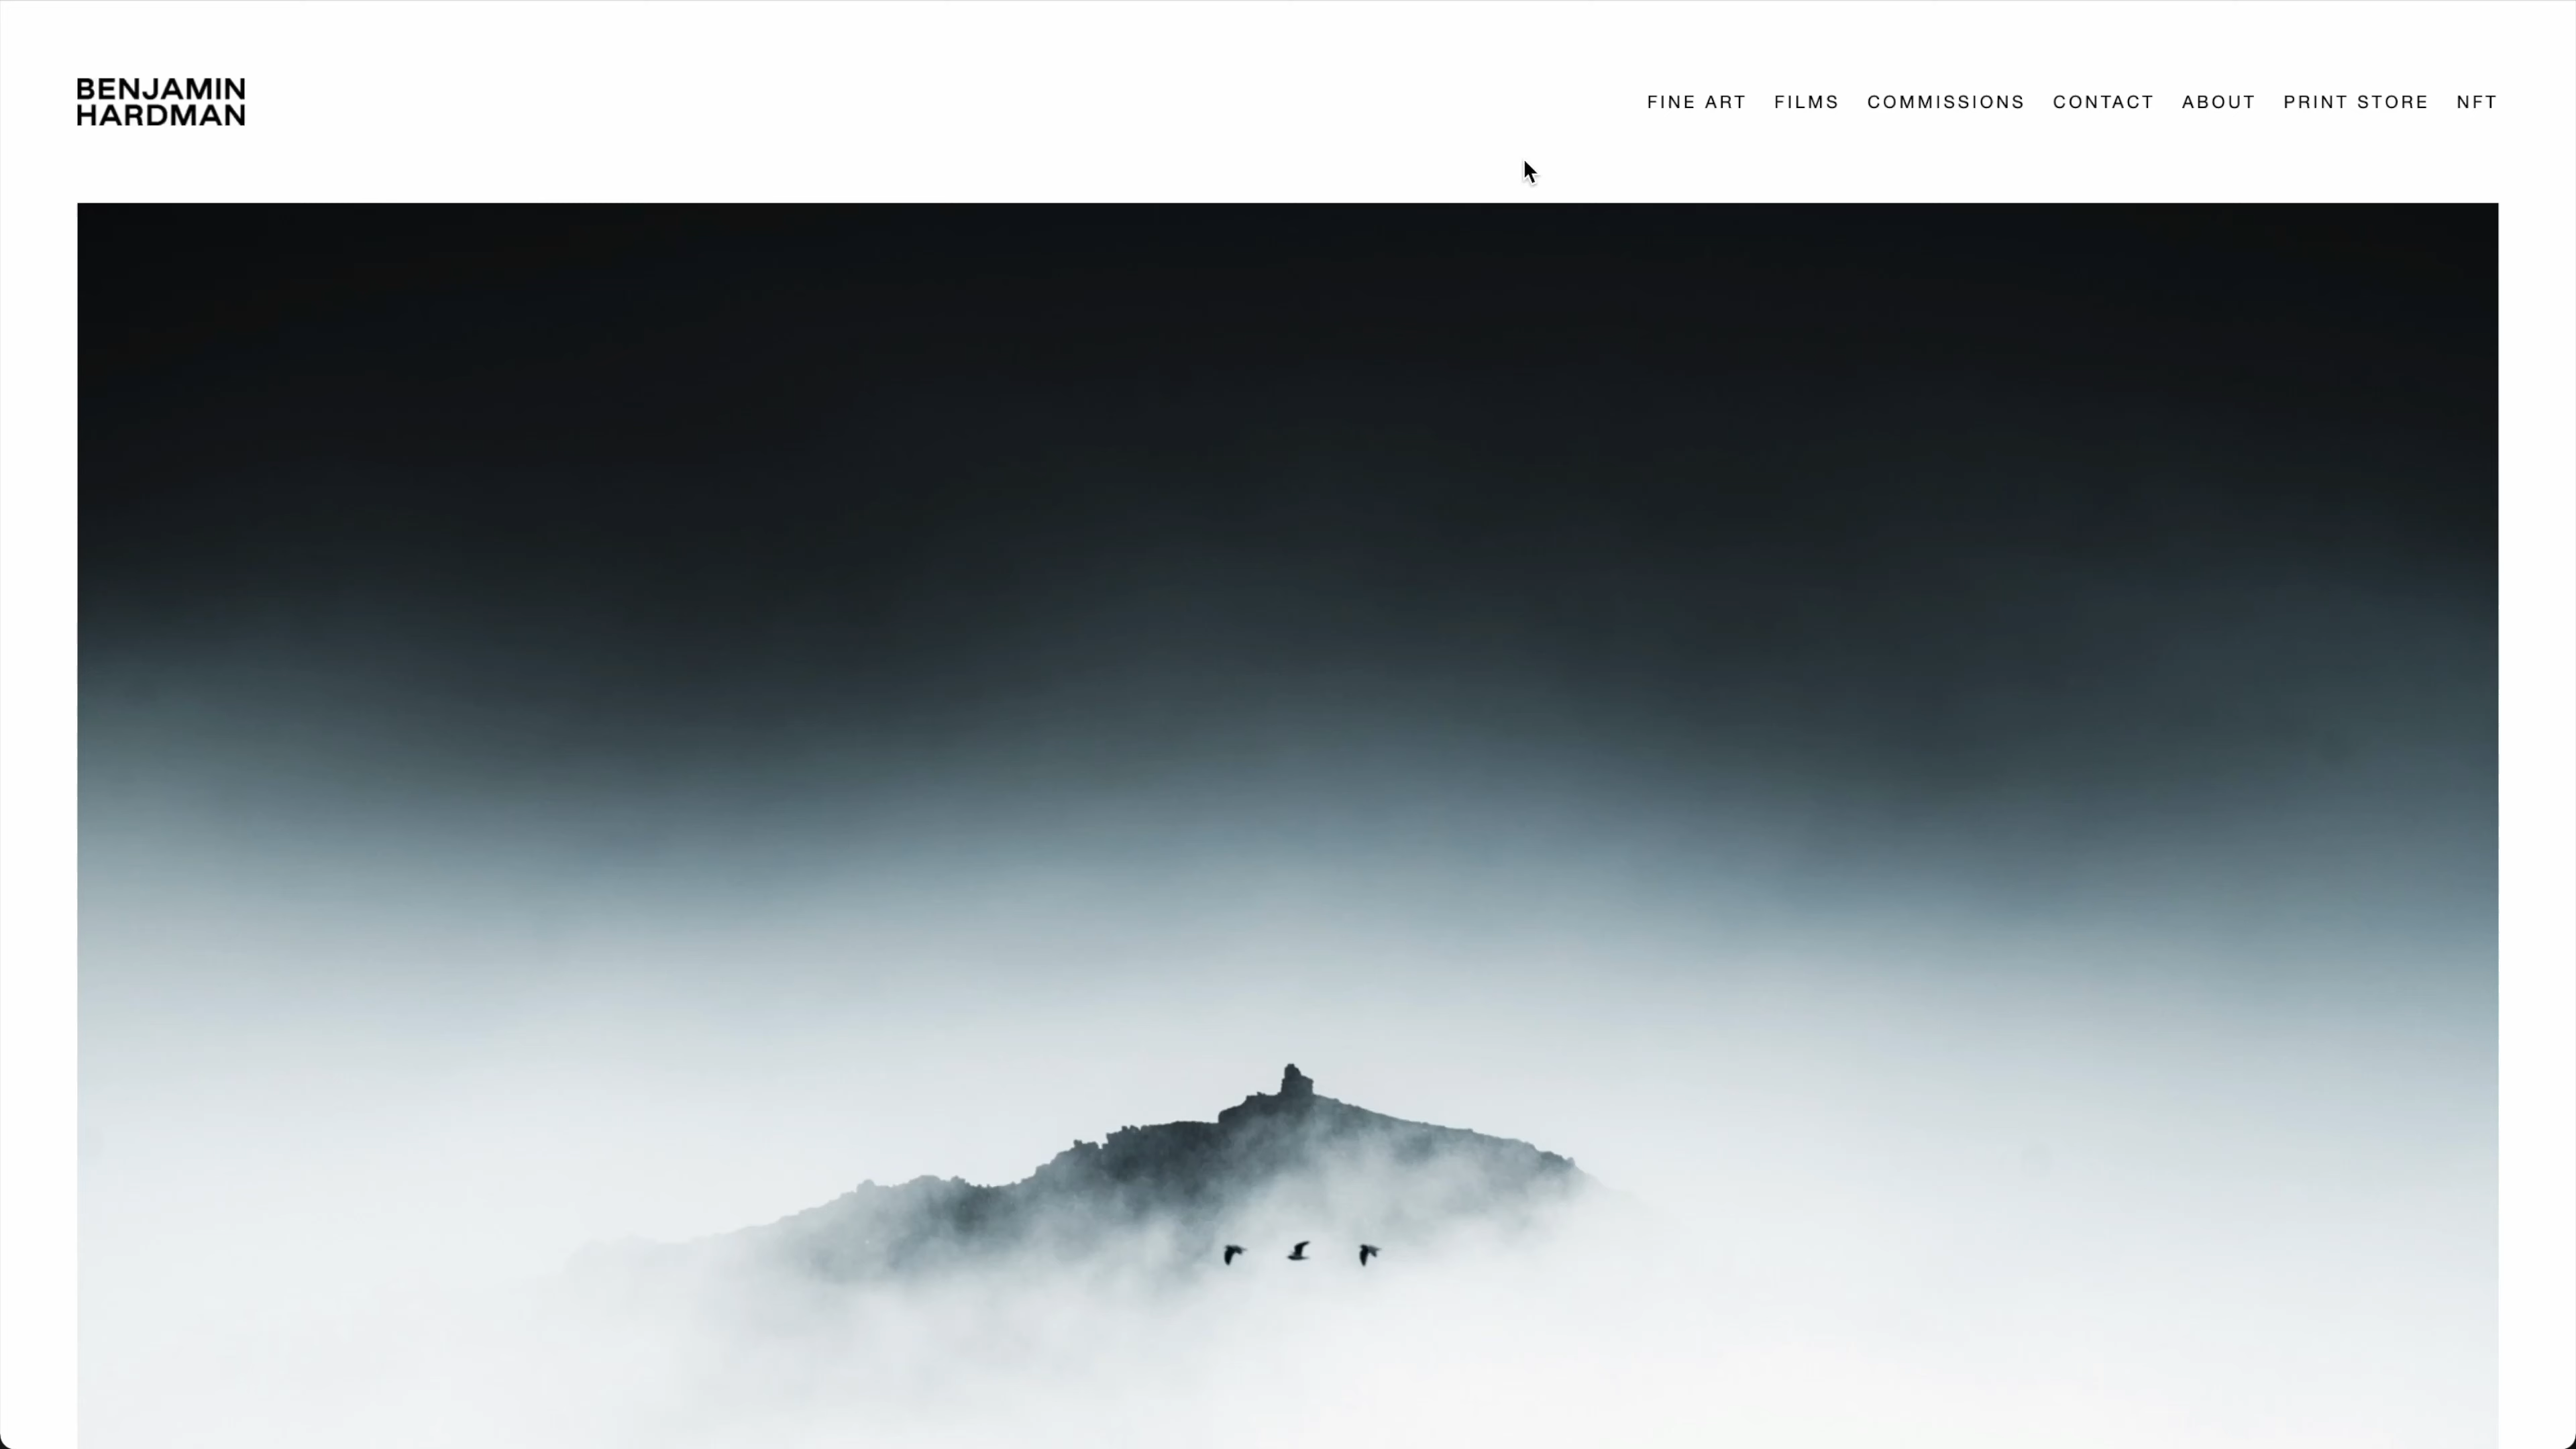 BENJAMIN
HARDMAN
FINE ART FILMS COMMISSIONS CONTACT ABOUT PRINT STORE NFT